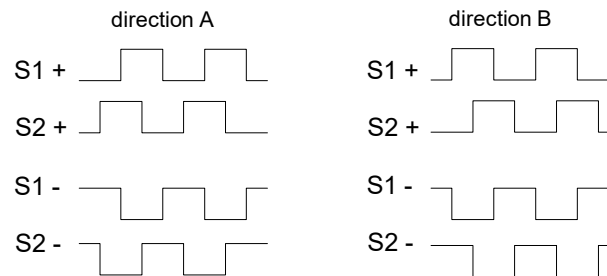 direction A
S1 +
S2 +
S1 -
S2 -
direction B
S1 +
S2 +
S1 -
S2 -